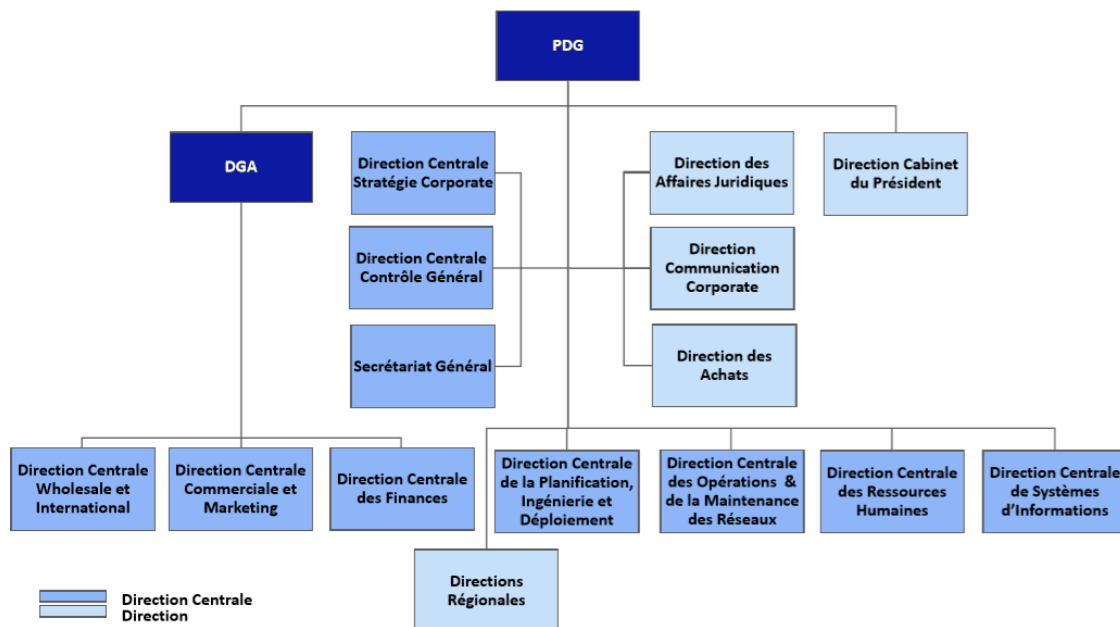 PDG
DGA
Direction Centrale
Stratégie Corporate
Direction des
Affaires Juridiques
Direction Cabinet
du Président
Direction Centrale
Contrôle Général
Direction
Communication
Corporate
Secrétariat Général
Direction des
Achats
Direction Centrale
Wholesale et
International
Direction Centrale
Commerciale et
Marketing
Direction Centrale
des Finances
Direction Centrale
de la Planification,
Ingénierie et
Déploiement
Direction Centrale
des Opérations &
de la Maintenance
des Réseaux
Direction Centrale
des Ressources
Humaines
Direction Centrale
de Systèmes
d'Informations
Directions
Régionales
Direction Centrale
Direction